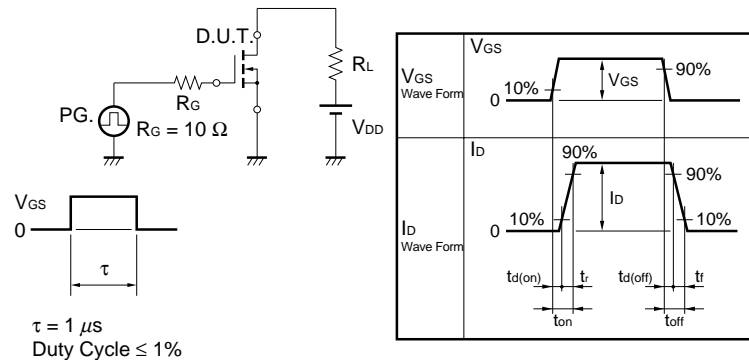 D.U.T.
RL
RG
PG.
RG = 10 Ω
VDD
VGS
0
τ
τ = 1 μs
Duty Cycle ≤ 1%
VGS
Wave Form
VGS
10%
0
VGS
90%
ID
Wave Form
ID
90%
90%
10%
0
ID
10%
td(on)
tr
td(off)
tf
ton
toff